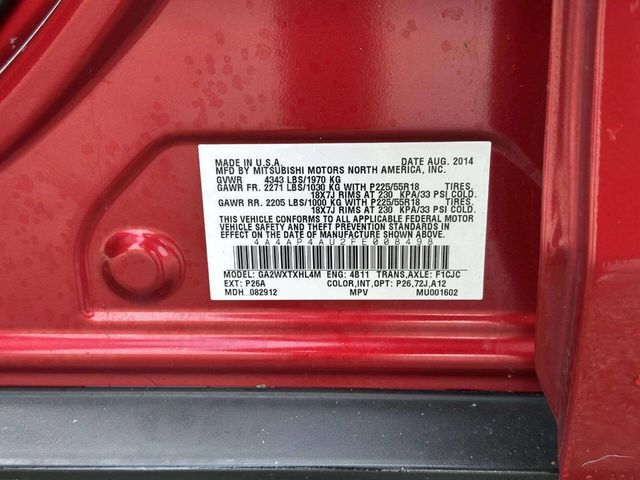 MADE IN U.S.A. DATE AUG. 2014
MFD BY MITSUBISHI MOTORS NORTH AMERICA, INC.
GVWR 4343 LBS/1970 KG
GAWR FR. 2271 LBS/1030 KG WITH P225/55R18 TIRES,
18X7J RIMS AT 230 KPA/33 PSI COLD.
GAWR RR. 2205 LBS/1000 KG WITH P225/55R18 TIRES,
18X7J RIMS AT 230 KPA/33 PSI COLD.
THIS VEHICLE CONFORMS TO ALL APPLICABLE FEDERAL MOTOR
VEHICLE SAFETY AND THEFT PREVENTION STANDARDS IN EFFECT
ON THE DATE OF MANUFACTURE SHOWN ABOVE.
4A4AP4AU2FE008498
MODEL: GA2WXTXHL4M ENG: 4B11 TRANS,AXLE: F1CJC
EXT: P26A COLOR,INT,OPT: P26,72J,A12
MDH 082912 MPV MU001602